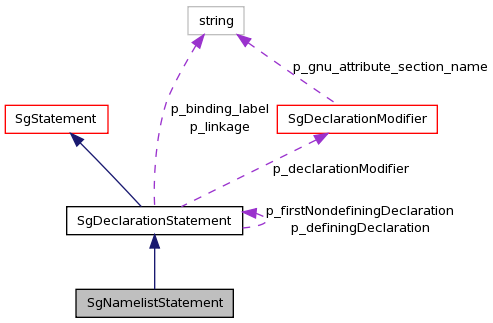 string
p_gnu_attribute_section_name
p_binding_label
p_linkage
SgStatement
SgDeclarationModifier
p_declarationModifier
SgDeclarationStatement
p_firstNondefiningDeclaration
p_definingDeclaration
SgNamelistStatement